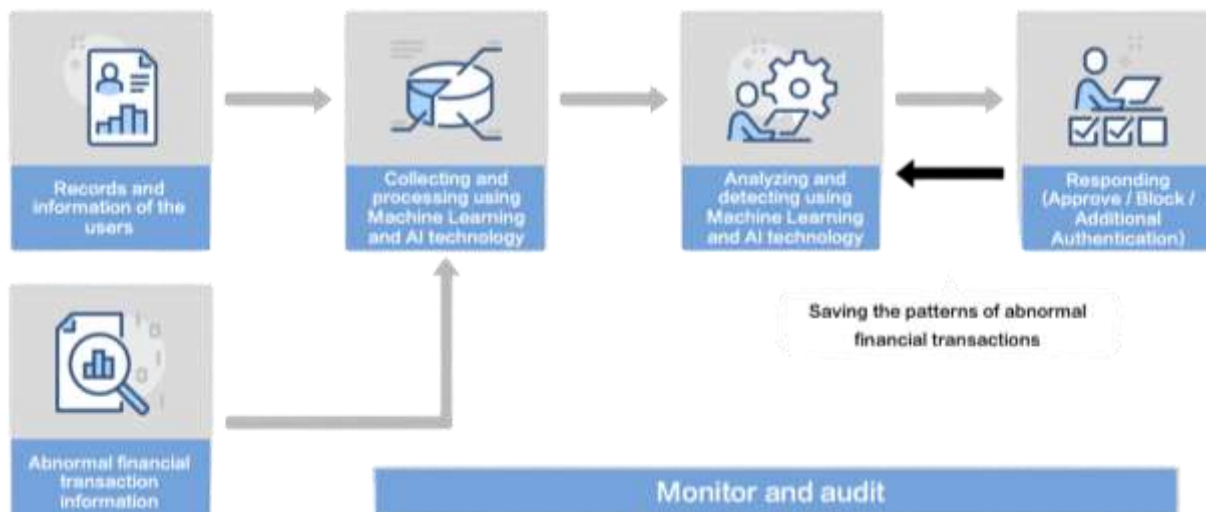 Records and
information of the
users
Collecting and
processing using
Machine Learning
and AI technology
Analyzing and
detecting using
Machine Learning
and AI technology
Responding
(Approve / Block /
Additional
Authentication)
Saving the patterns of abnormal
financial transactions
Abnormal financial
transaction
information
Monitor and audit